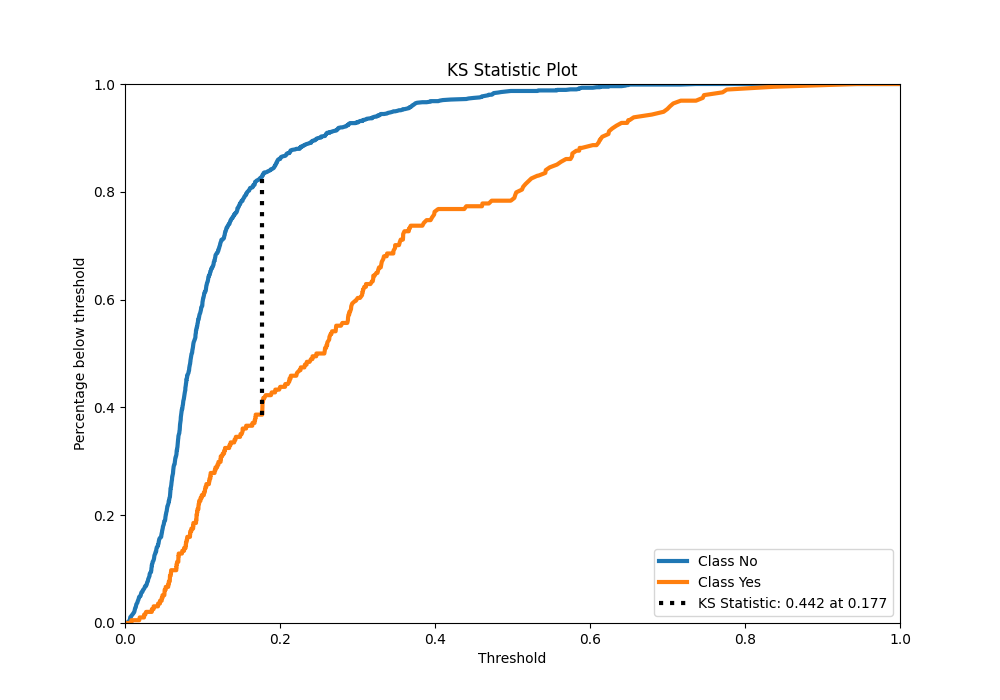 KS Statistic Plot
1.0
0.8
0.6
0.4
0.2
0.0
Percentage below threshold
0.0 0.2 0.4 0.6 0.8 1.0
Threshold
Class No
Class Yes
KS Statistic: 0.442 at 0.177